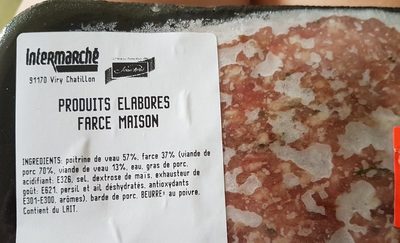 Intermarché
91170 Viry Chatillon
PRODUITS ELABORES
FARCE MAISON
INGREDIENTS: poitrine de veau 57%, farce 37% (viande de
porc 70%, viande de veau 13%, eau, gras de porc,
acidifiant: E326, sel, dextrose de maïs, exhausteur de
goût: E621, persil et ail déshydratés, antioxydants
E301-E300, arômes), barde de porc, BEURRE: au poivre.
Contient du LAIT.